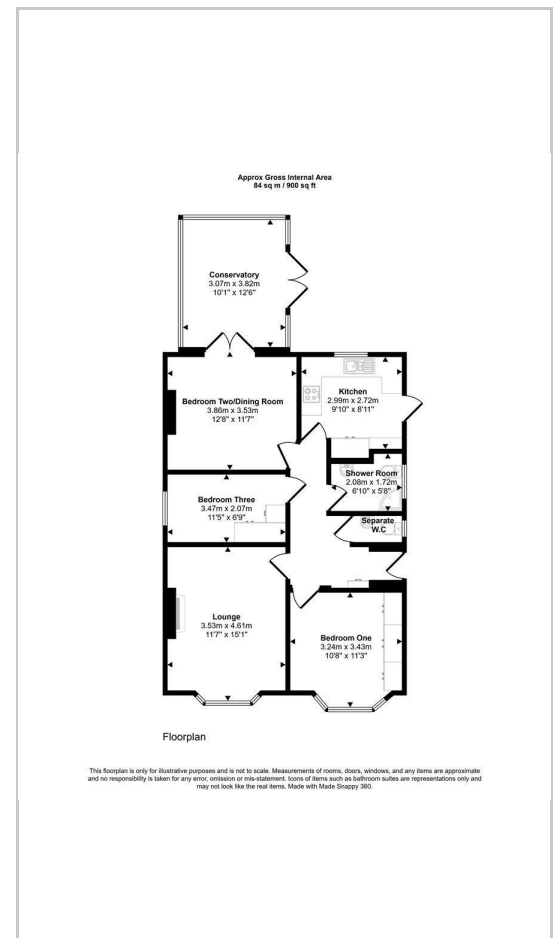 Approx Gross Internal Area
84 sq m / 900 sq ft
Conservatory
3.07m x 3.82m
10'1" x 12'6"
Bedroom Two/Dining Room
3.86m x 3.53m
12'8" x 11'7"
Kitchen
2.99m x 2.72m
9'10" x 8'11"
Shower Room
2.08m x 1.72m
6'10" x 5'8"
Bedroom Three
3.47m x 2.07m
11'5" x 6'9"
Separate
W.C
Lounge
3.53m x 4.61m
11'7" x 15'1"
Bedroom One
3.24m x 3.43m
10'8" x 11'3"
Floorplan
This floorplan is only for illustrative purposes and is not to scale. Measurements of rooms, doors, windows, and any items are approximate
and no responsibility is taken for any error, omission or mis-statement. Icons of items such as bathroom suites are representations only and
may not look like the real items. Made with Made Snappy 360.